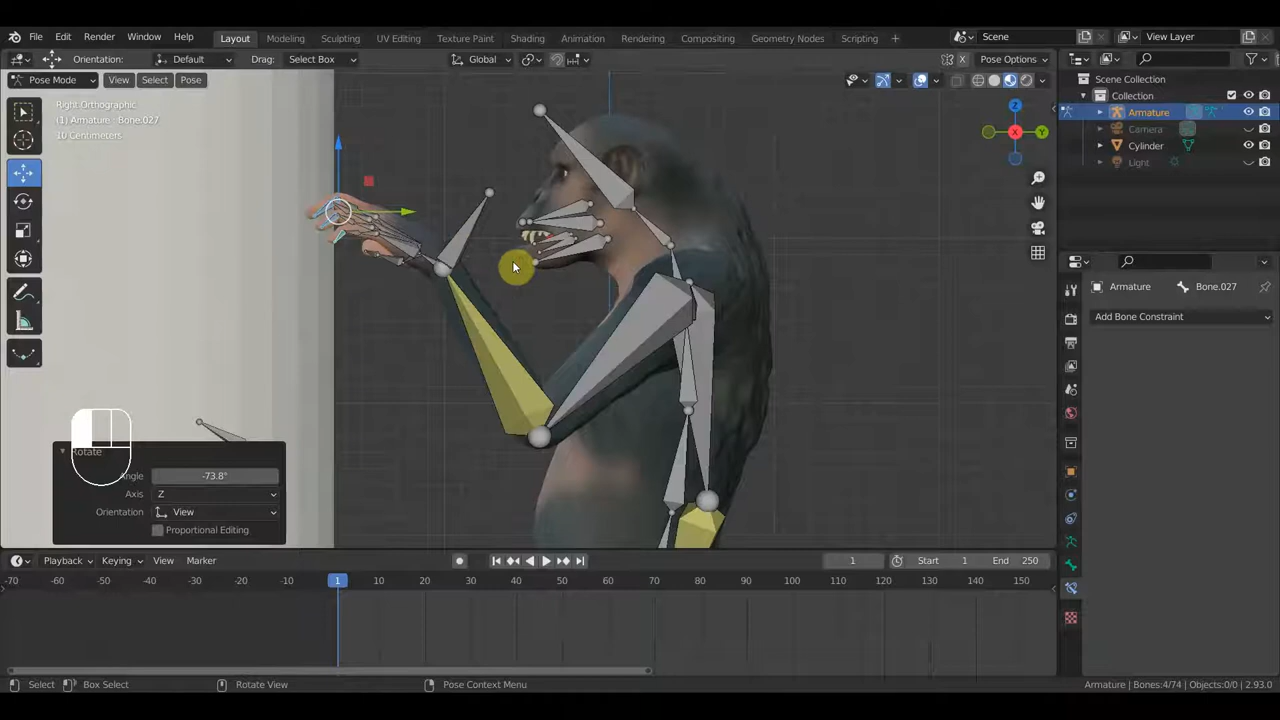 File Edit Render Window Help Layout Modeling Sculpting UV Editing Texture Paint Shading Animation Rendering Compositing Geometry Nodes Scripting + Scene View Layer
Orientation: Default Drag: Select Box Global X Pose Options
Pose Mode View Select Pose
Scene Collection
Right Orthographic
Collection
(1) Armature : Bone.027
Armature
10 Centimeters
Camera
Cylinder
Light
Z
X
Y
Armature Bone.027
Add Bone Constraint
Rotate
Angle -73.8°
Axis Z
Orientation View
Proportional Editing
Playback Keying View Marker 1 Start 1 End 250
-70 -60 -50 -40 -30 -20 -10 1 10 20 30 40 50 60 70 80 90 100 110 120 130 140 150
Select Box Select Rotate View Pose Context Menu Armature | Bones:4/74 | Objects:0/0 | 2.93.0